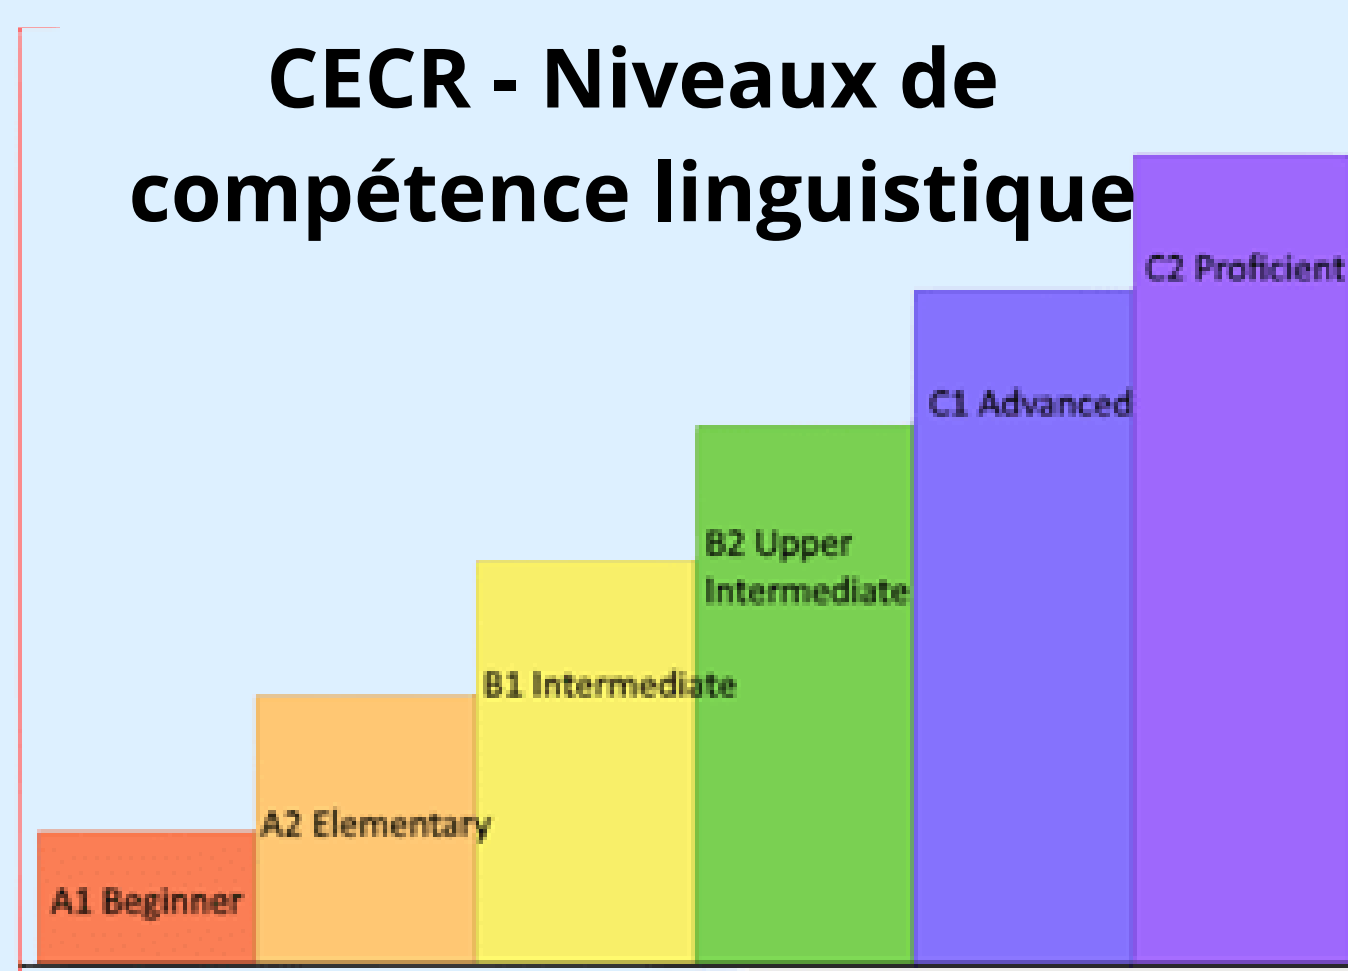 CECR - Niveaux de
compétence linguistique
C2 Proficient
C1 Advanced
B2 Upper
Intermediate
B1 Intermediate
A2 Elementary
A1 Beginner